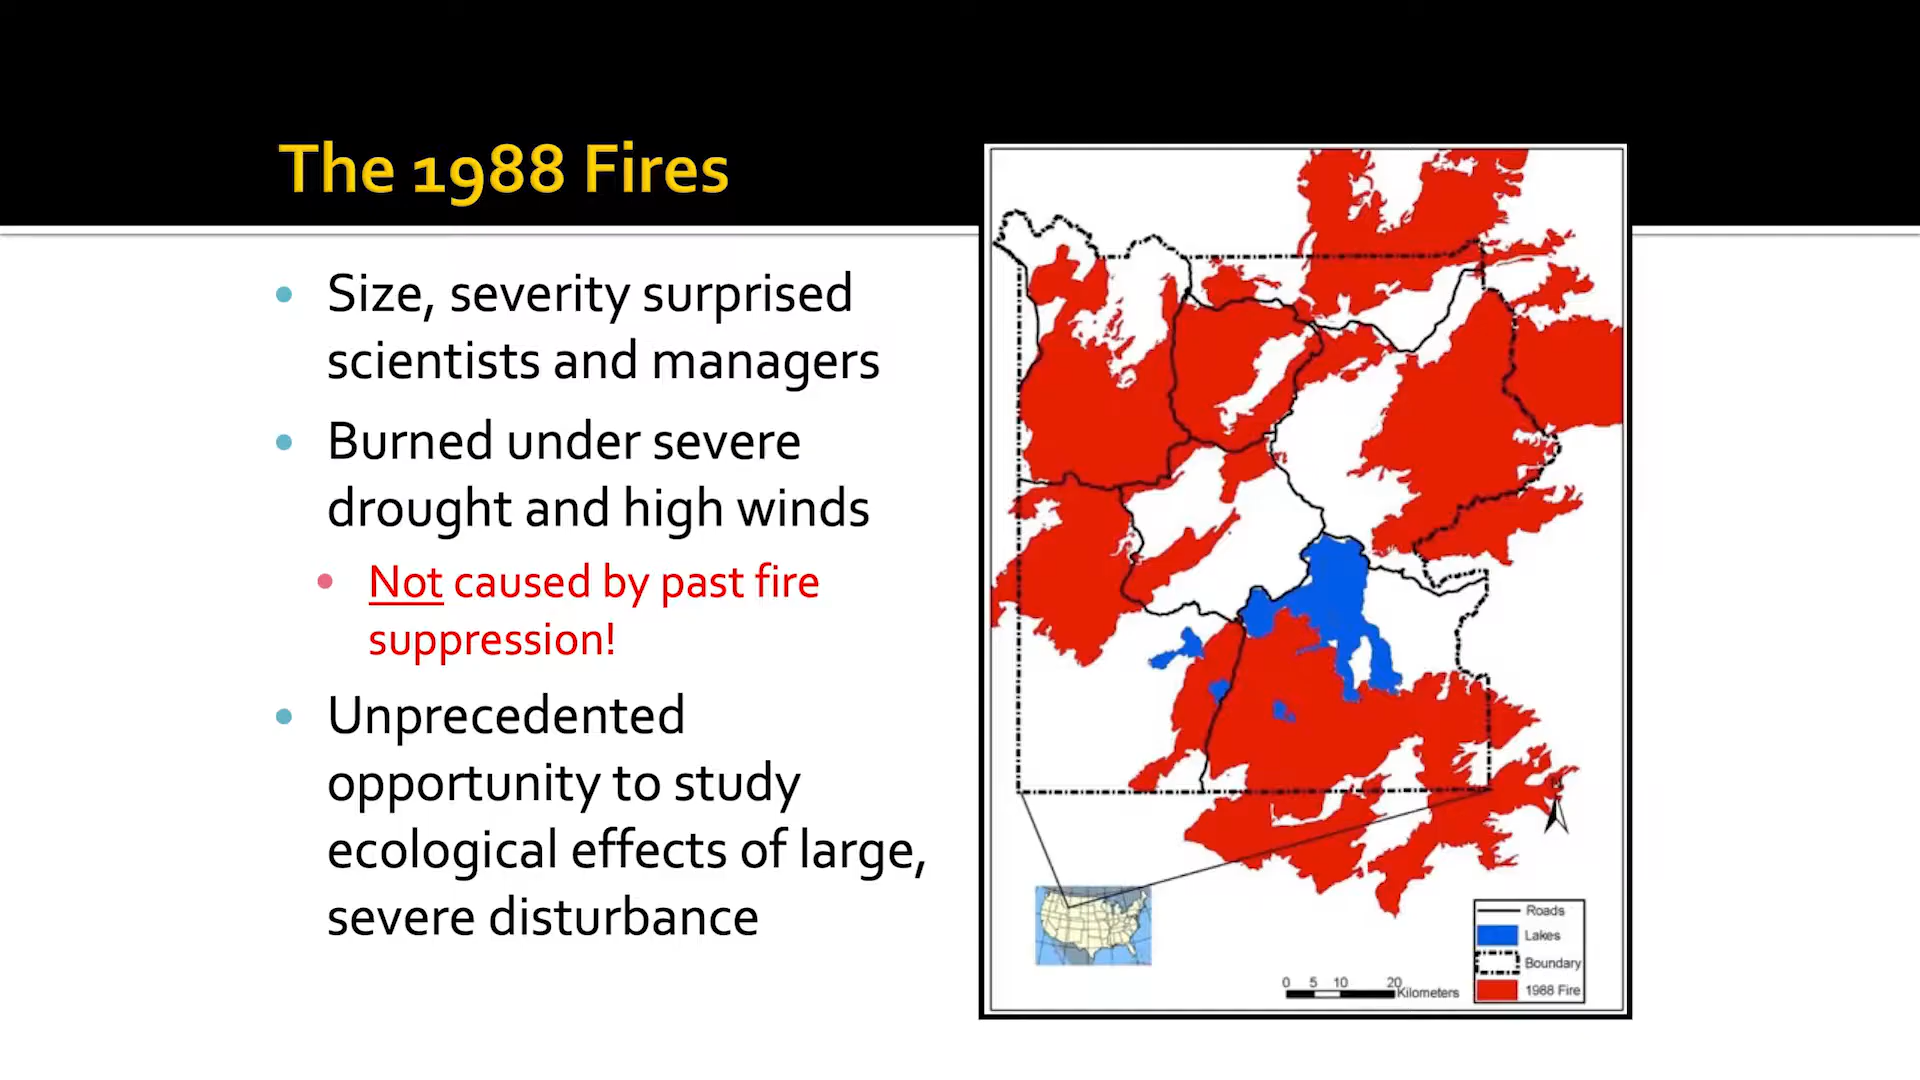 The 1988 Fires
Size, severity surprised
scientists and managers
Burned under severe
drought and high winds
Not caused by past fire
suppression!
Unprecedented
opportunity to study
ecological effects of large,
severe disturbance
N
Roads
Lakes
Boundary
1988 Fire
0 5 10 20
Kilometers